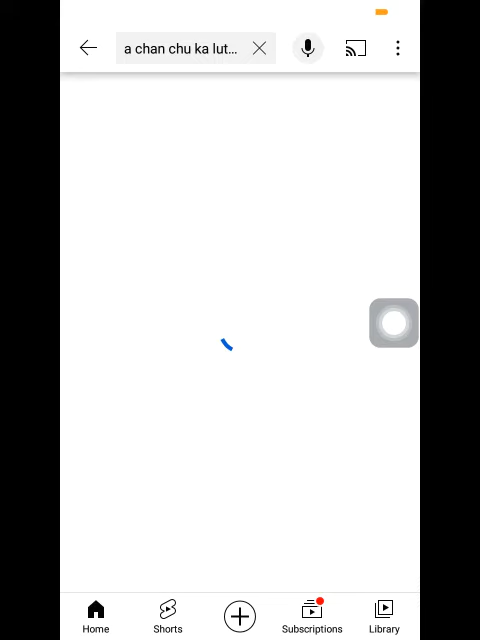 a chan chu ka lut...
Home
Shorts
Subscriptions
Library